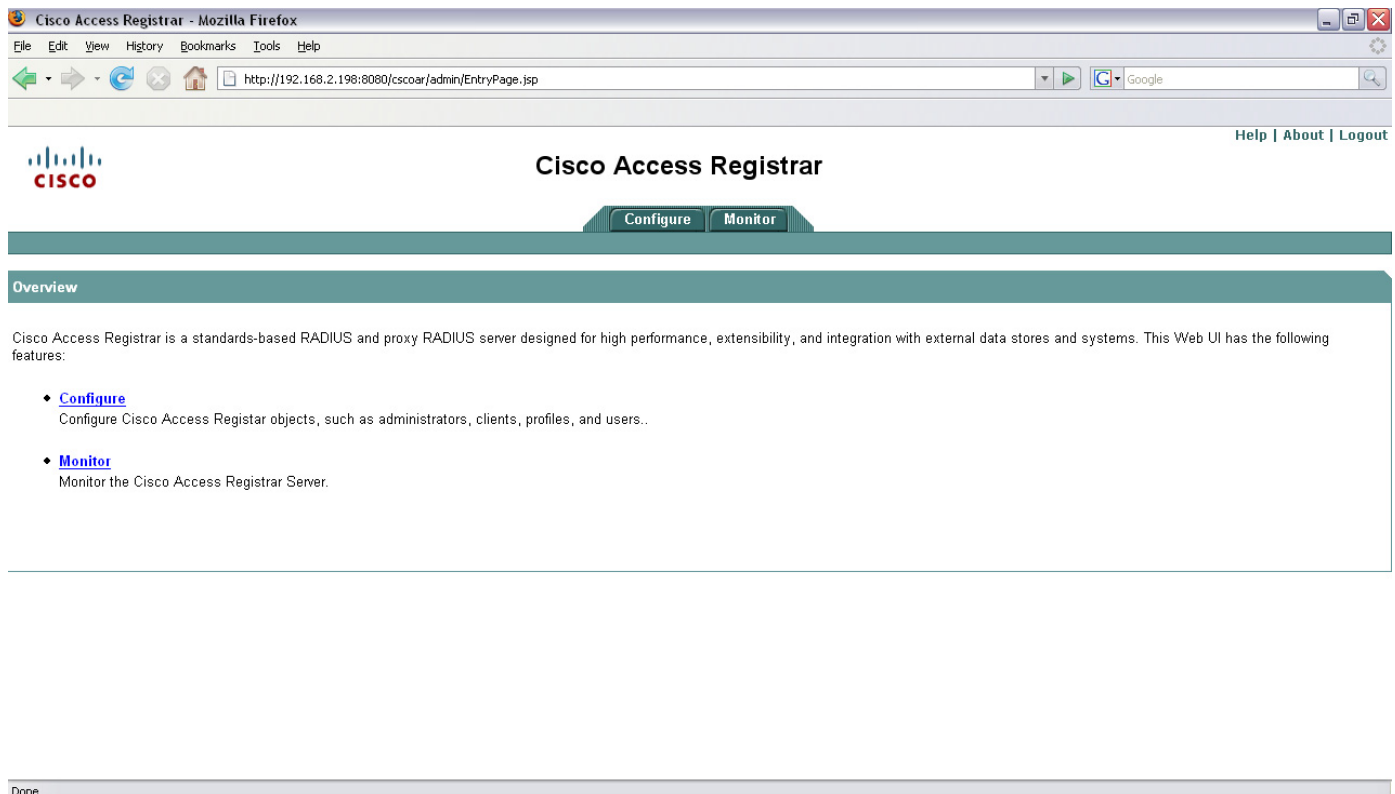 Cisco Access Registrar - Mozilla Firefox
File Edit View History Bookmarks Tools Help
http://192.168.2.198:8080/cscoar/admin/EntryPage.jsp
G Google
Help | About | Logout
CISCO
Cisco Access Registrar
Configure Monitor
Overview
Cisco Access Registrar is a standards-based RADIUS and proxy RADIUS server designed for high performance, extensibility, and integration with external data stores and systems. This Web UI has the following
features:
Configure
Configure Cisco Access Registar objects, such as administrators, clients, profiles, and users..
Monitor
Monitor the Cisco Access Registrar Server.
Done